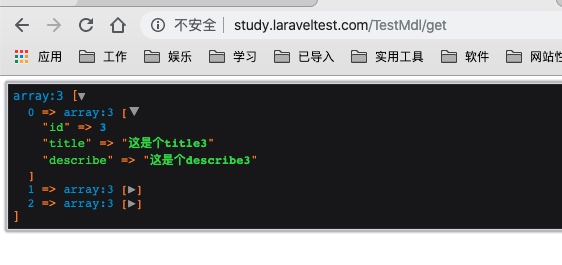 不安全 study.laraveltest.com/TestMdl/get
应用 工作 娱乐 学习 已导入 实用工具 软件 网站性
array:3 [▼
0 => array:3 [▼
"id" => 3
"title" => "这是个title3"
"describe" => "这是个describe3"
]
1 => array:3 [▶]
2 => array:3 [▶]
]